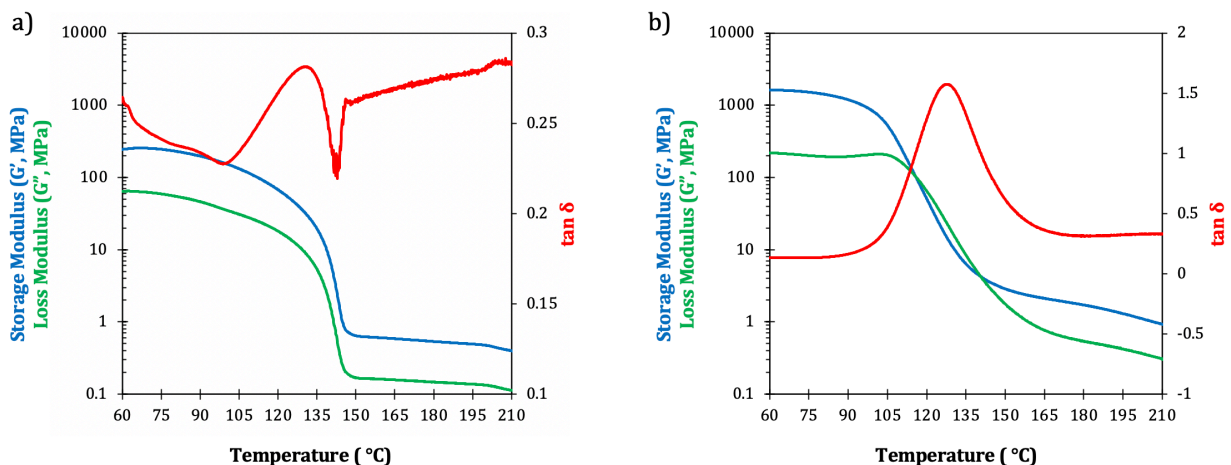 a)
10000
1000
100
10
1
0.1
Storage Modulus (G′, MPa)
Loss Modulus (G″, MPa)
0.3
0.25
0.2
0.15
0.1
tan δ
60 75 90 105 120 135 150 165 180 195 210
Temperature ( °C)
b)
10000
1000
100
10
1
0.1
Storage Modulus (G′, MPa)
Loss Modulus (G″, MPa)
2
1.5
1
0.5
0
-0.5
-1
tan δ
60 75 90 105 120 135 150 165 180 195 210
Temperature ( °C)